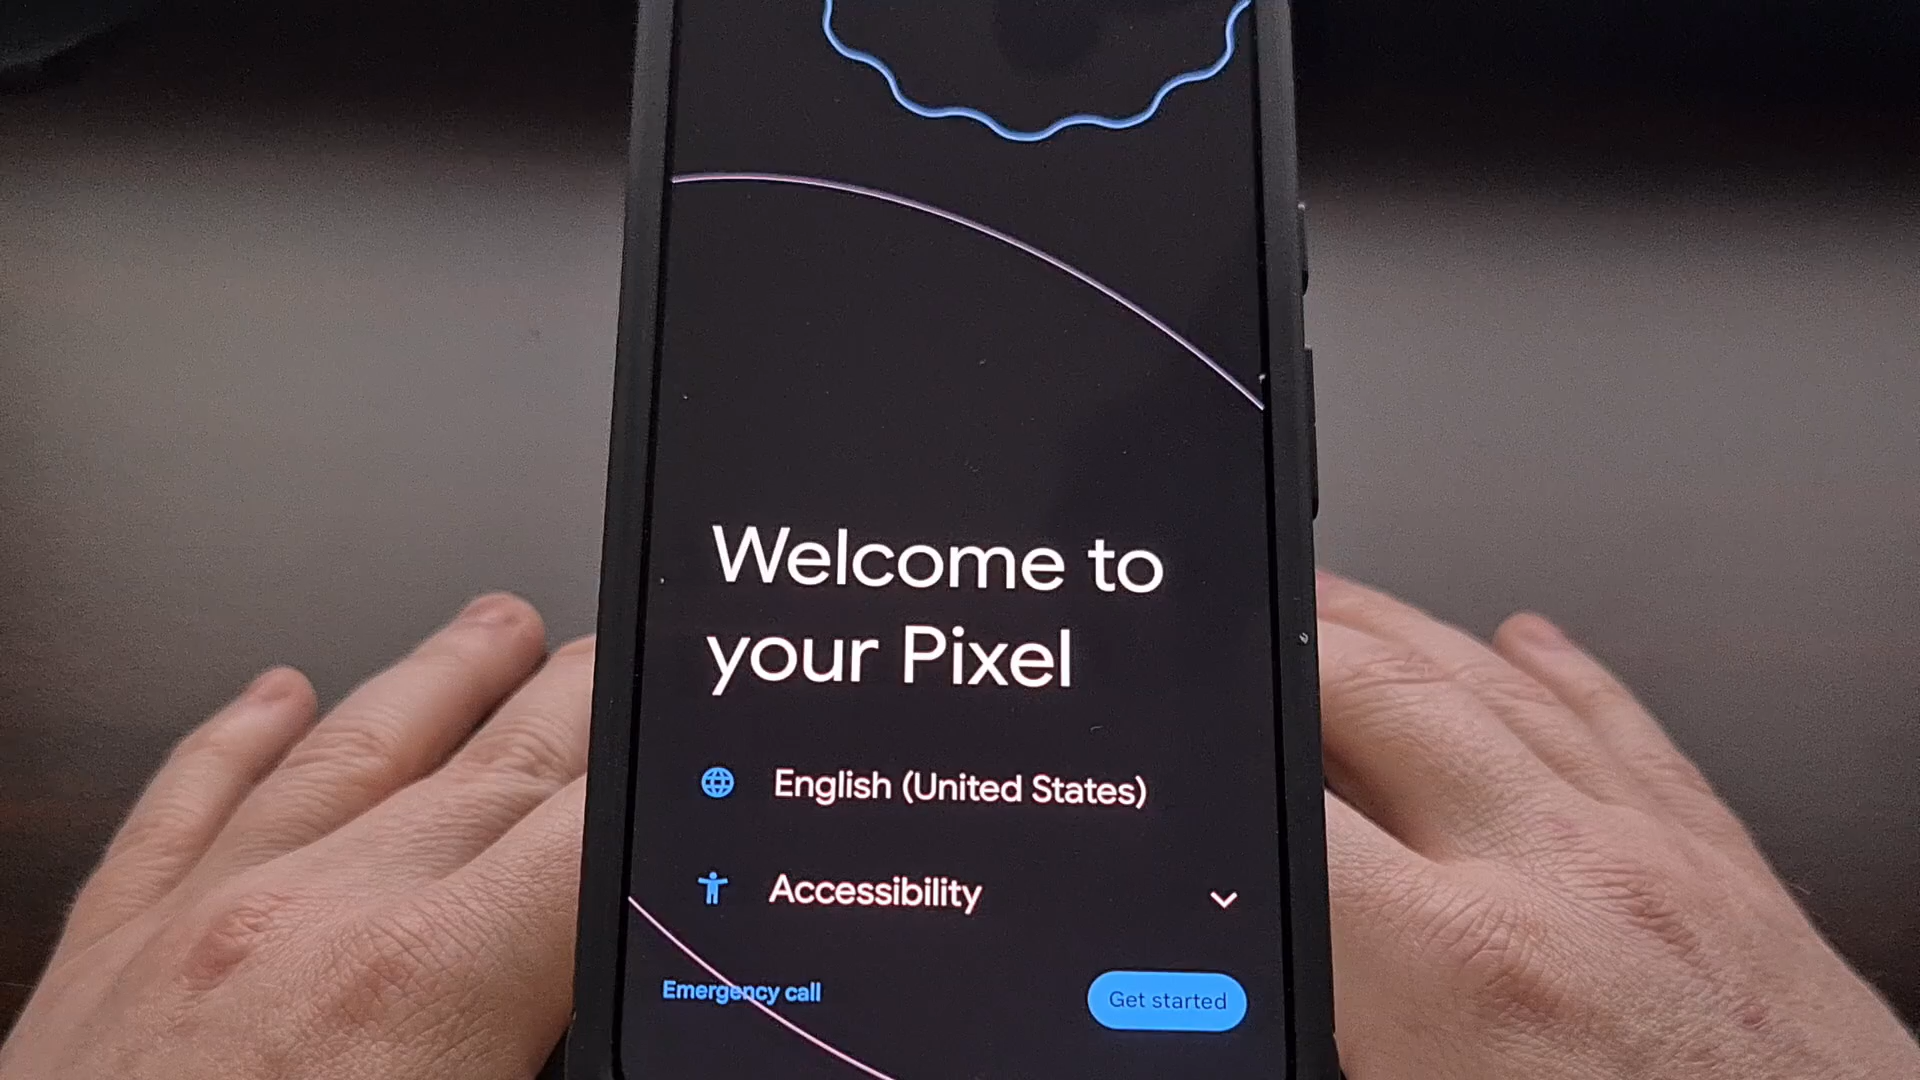 Welcome to
your Pixel
English (United States)
Accessibility
Emergency call
Get started